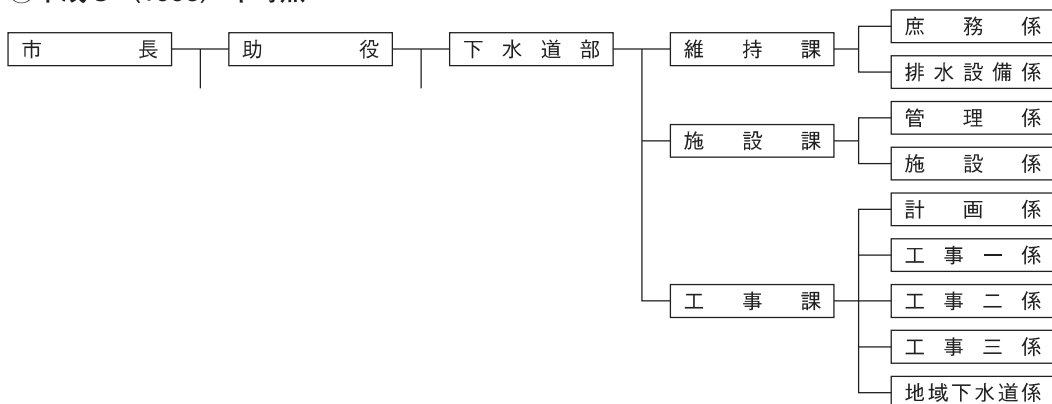 市長
助役
下水道部
維持課
庶務係
排水設備係
施設課
管理係
施設係
工事課
計画係
工事一係
工事二係
工事三係
地域下水道係